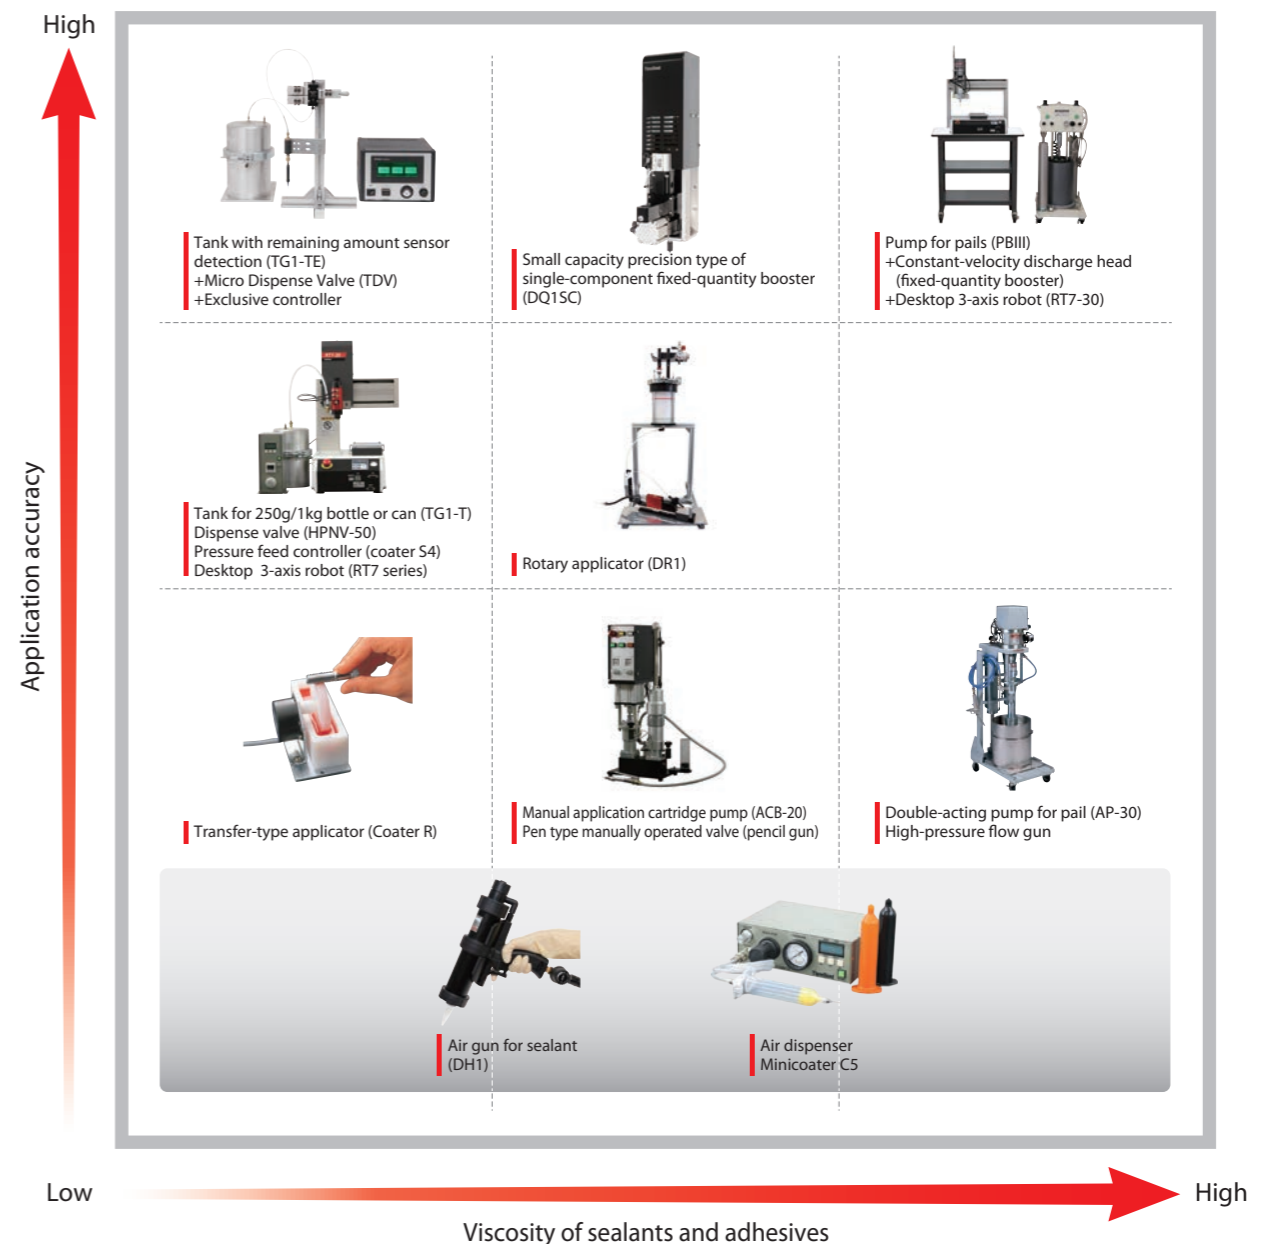 High
Tank with remaining amount sensor
detection (TG1-TE)
+Micro Dispense Valve (TDV)
+Exclusive controller
Small capacity precision type of
single-component fixed-quantity booster
(DQ1SC)
Pump for pails (PBIII)
+Constant-velocity discharge head
(fixed-quantity booster)
+Desktop 3-axis robot (RT7-30)
Tank for 250g/1kg bottle or can (TG1-T)
Dispense valve (HPNV-50)
Pressure feed controller (coater S4)
Desktop 3-axis robot (RT7 series)
Rotary applicator (DR1)
Application accuracy
Transfer-type applicator (Coater R)
Manual application cartridge pump (ACB-20)
Pen type manually operated valve (pencil gun)
Double-acting pump for pail (AP-30)
High-pressure flow gun
Air gun for sealant
(DH1)
Air dispenser
Minicoater C5
Low
High
Viscosity of sealants and adhesives